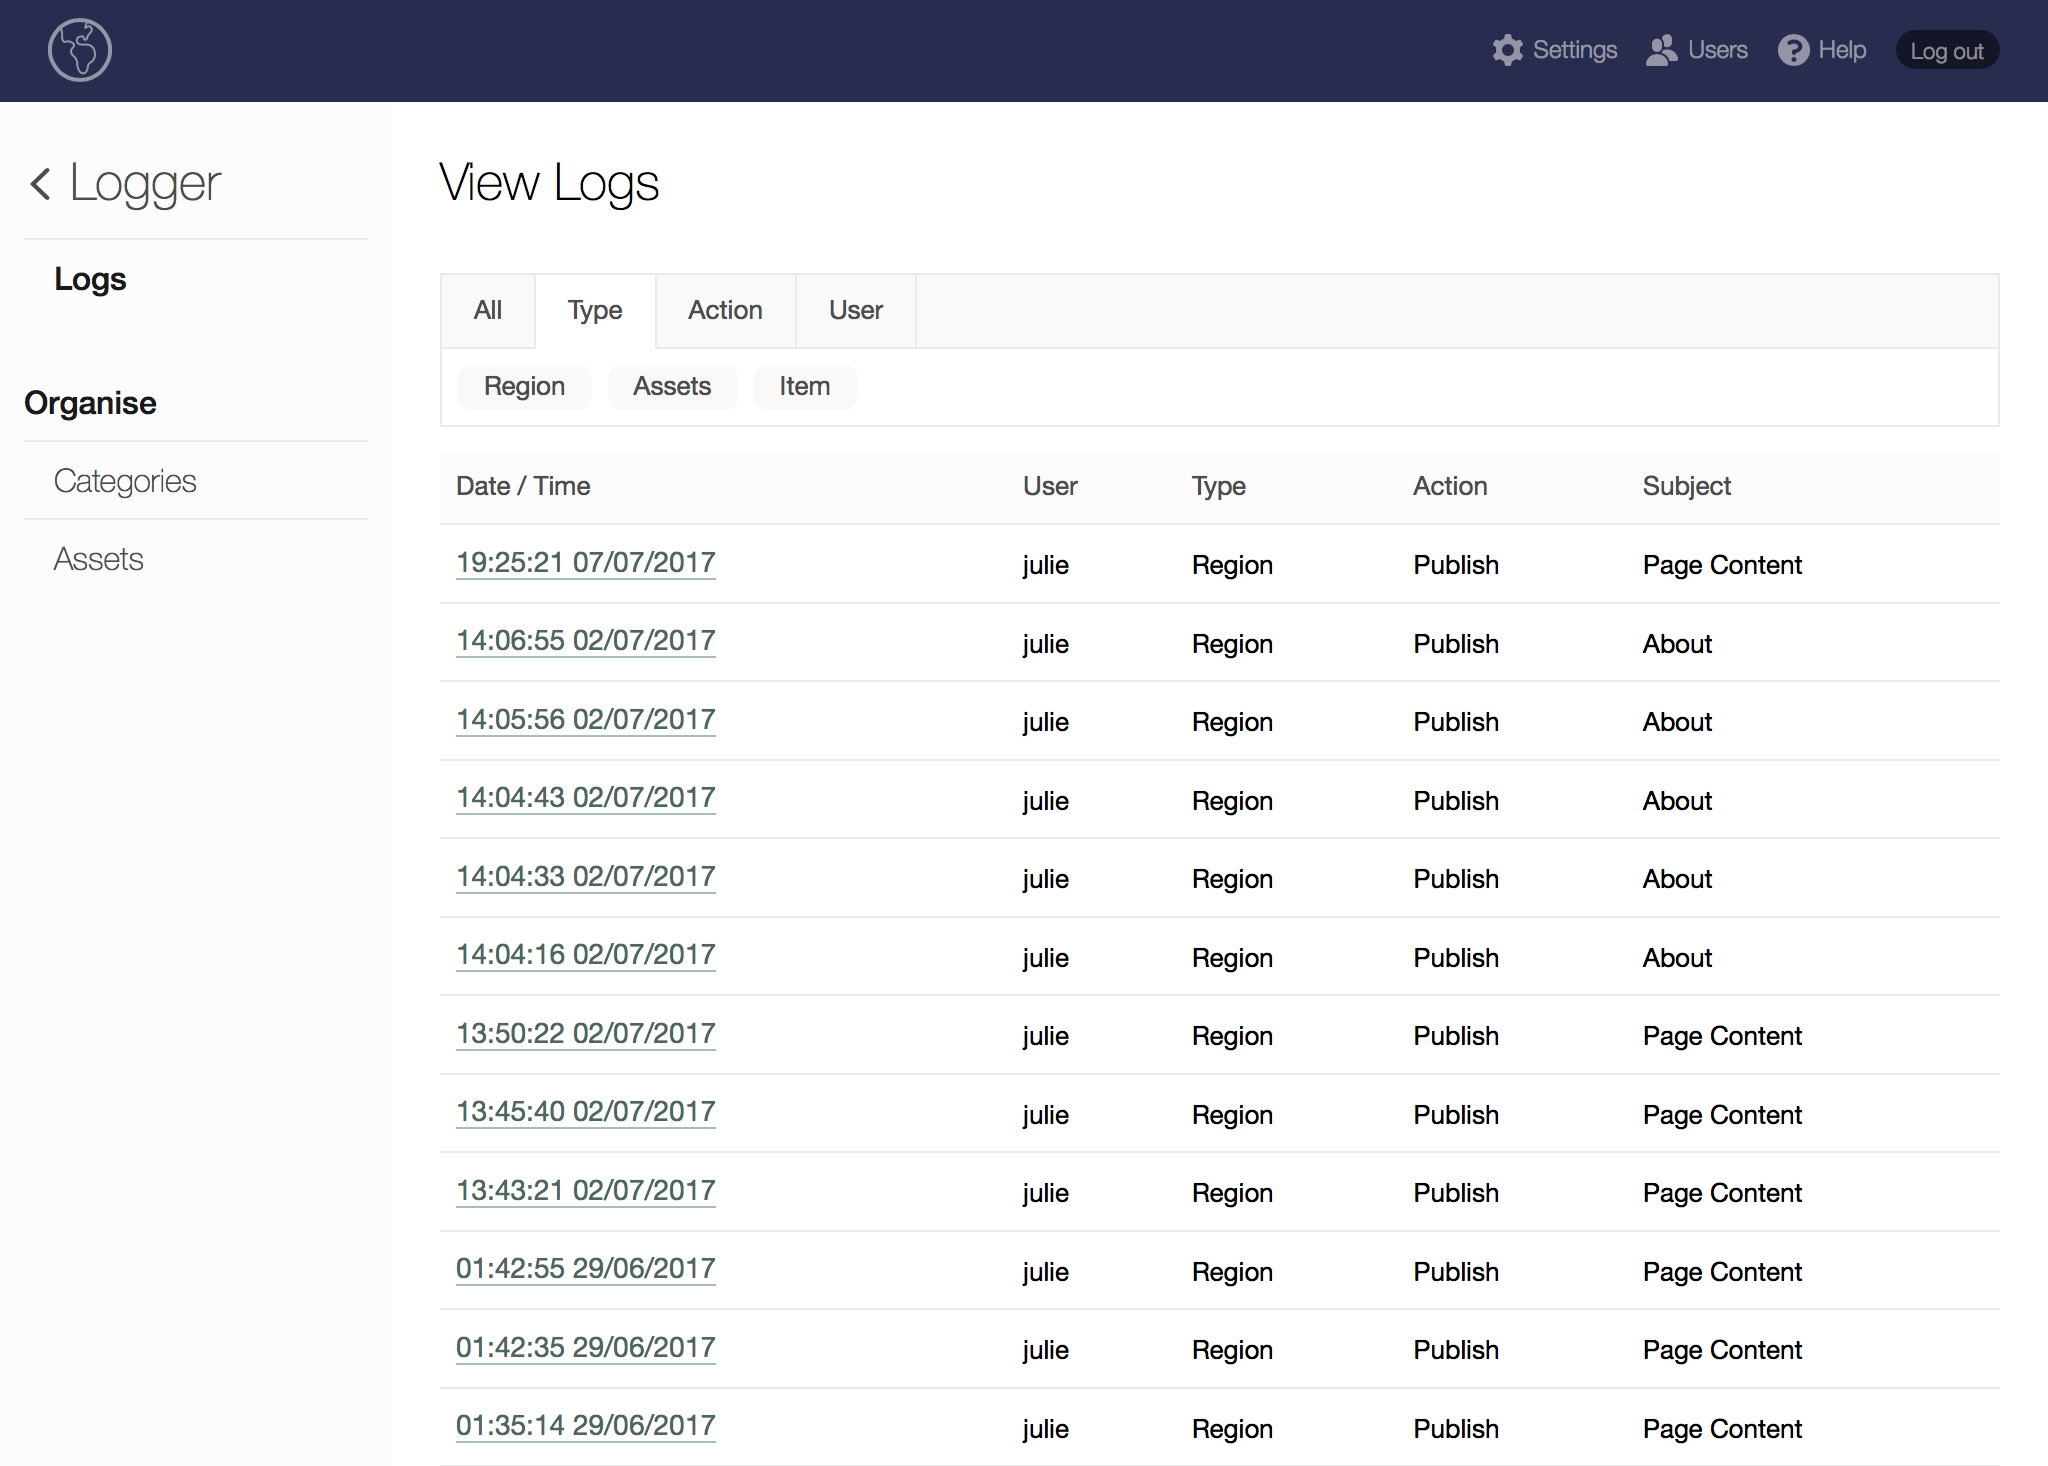 Settings Users Help Log out
Logger
Logs
Organise
Categories
Assets
View Logs
All Type Action User
Region Assets Item
Date / Time User Type Action Subject
19:25:21 07/07/2017 julie Region Publish Page Content
14:06:55 02/07/2017 julie Region Publish About
14:05:56 02/07/2017 julie Region Publish About
14:04:43 02/07/2017 julie Region Publish About
14:04:33 02/07/2017 julie Region Publish About
14:04:16 02/07/2017 julie Region Publish About
13:50:22 02/07/2017 julie Region Publish Page Content
13:45:40 02/07/2017 julie Region Publish Page Content
13:43:21 02/07/2017 julie Region Publish Page Content
01:42:55 29/06/2017 julie Region Publish Page Content
01:42:35 29/06/2017 julie Region Publish Page Content
01:35:14 29/06/2017 julie Region Publish Page Content